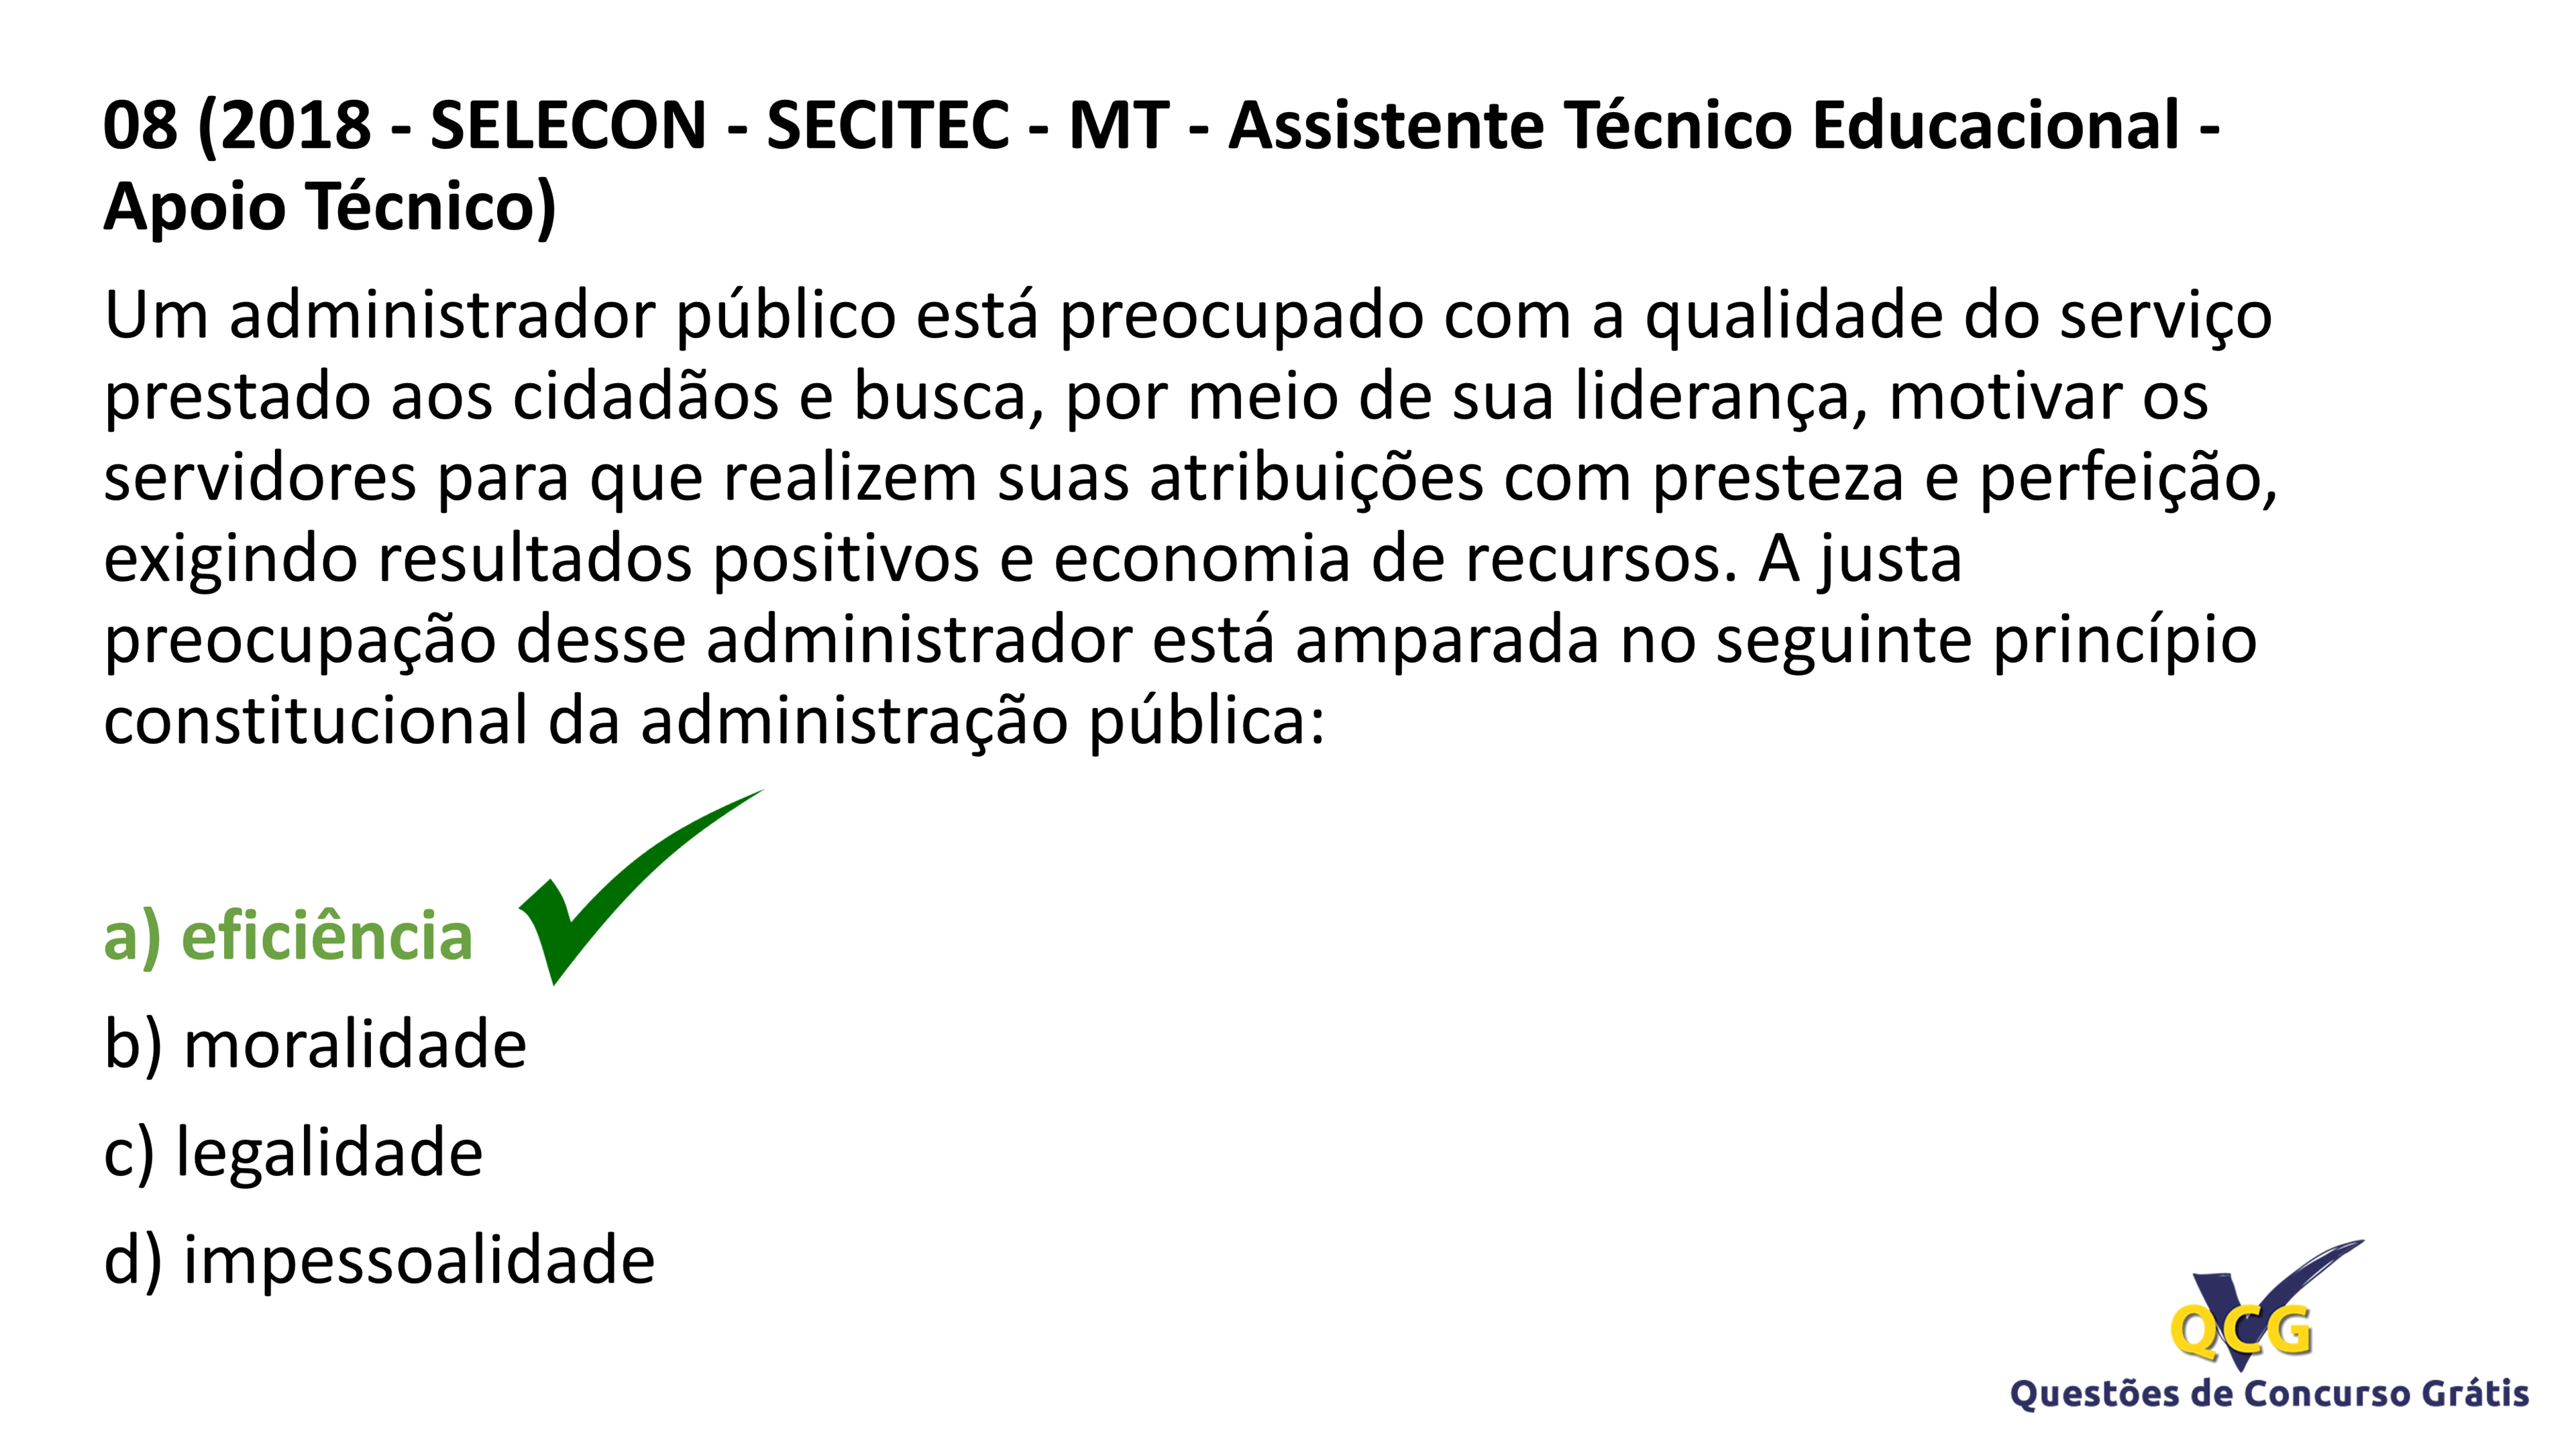 08 (2018 - SELECON - SECITEC - MT - Assistente Técnico Educacional -
Apoio Técnico)
Um administrador público está preocupado com a qualidade do serviço
prestado aos cidadãos e busca, por meio de sua liderança, motivar os
servidores para que realizem suas atribuições com presteza e perfeição,
exigindo resultados positivos e economia de recursos. A justa
preocupação desse administrador está amparada no seguinte princípio
constitucional da administração pública:
a) eficiência
b) moralidade
c) legalidade
d) impessoalidade
QCG
Questões de Concurso Grátis